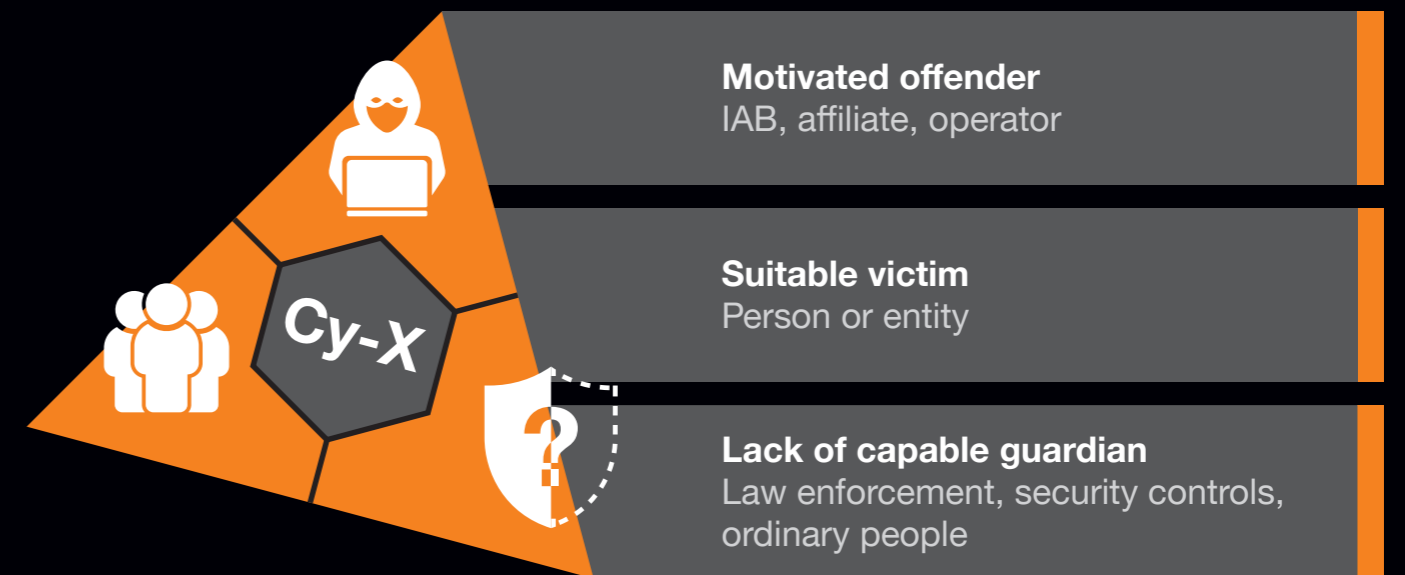 Cy-X
Motivated offender
IAB, affiliate, operator
Suitable victim
Person or entity
?
Lack of capable guardian
Law enforcement, security controls,
ordinary people